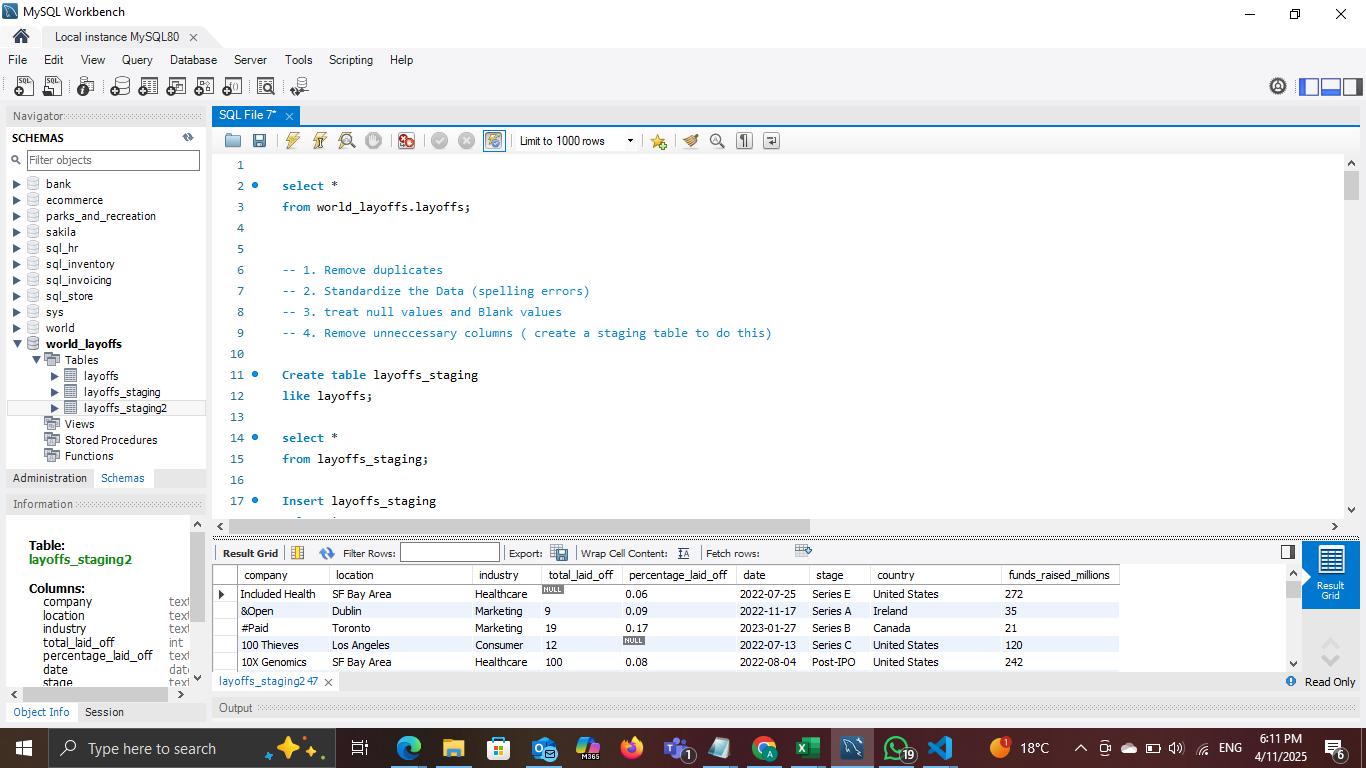 MySQL Workbench
Local instance MySQL80
File Edit View Query Database Server Tools Scripting Help
Navigator
SCHEMAS
Filter objects
bank
ecommerce
parks_and_recreation
sakila
sql_hr
sql_inventory
sql_invoicing
sql_store
sys
world
world_layoffs
Tables
layoffs
layoffs_staging
layoffs_staging2
Views
Stored Procedures
Functions
Administration Schemas
Information
Table:
layoffs_staging2
Columns:
company text
location text
industry text
total_laid_off int
percentage_laid_off text
date date
stage text
Object Info Session
SQL File 7*
Limit to 1000 rows
1
2 select *
3 from world_layoffs.layoffs;
4
5
6 -- 1. Remove duplicates
7 -- 2. Standardize the Data (spelling errors)
8 -- 3. treat null values and Blank values
9 -- 4. Remove unneccessary columns ( create a staging table to do this)
10
11 Create table layoffs_staging
12 like layoffs;
13
14 select *
15 from layoffs_staging;
16
17 Insert layoffs_staging
Result Grid Filter Rows: Export: Wrap Cell Content: Fetch rows:
company location industry total_laid_off percentage_laid_off date stage country funds_raised_millions
Included Health SF Bay Area Healthcare NULL 0.06 2022-07-25 Series E United States 272
&Open Dublin Marketing 9 0.09 2022-11-17 Series A Ireland 35
#Paid Toronto Marketing 19 0.17 2023-01-27 Series B Canada 21
100 Thieves Los Angeles Consumer 12 NULL 2022-07-13 Series C United States 120
10X Genomics SF Bay Area Healthcare 100 0.08 2022-08-04 Post-IPO United States 242
Result
Grid
layoffs_staging2 47
Read Only
Output
Type here to search
M365
1
19
1
18°C
ENG
6:11 PM
4/11/2025
6